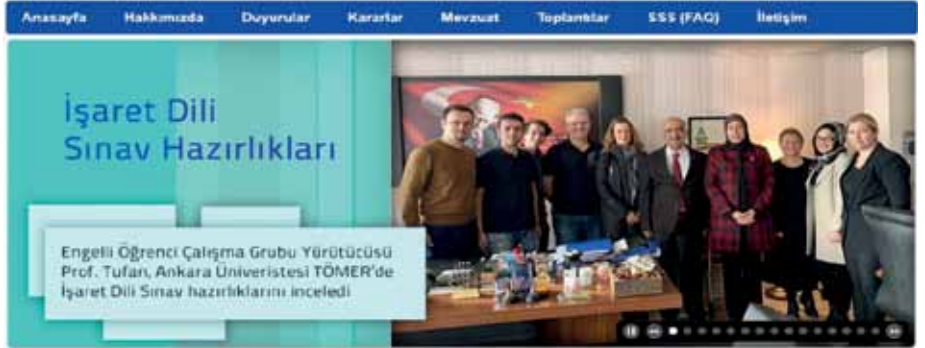 Anasayfa Hakkımızda Duyurular Kararlar Mevzuat Toplantılar SSS (FAQ) İletişim
İşaret Dili
Sınav Hazırlıkları
Engelli Öğrenci Çalışma Grubu Yürütücüsü
Prof. Tufan, Ankara Üniveristesi TÖMER'de
İşaret Dili Sınav hazırlıklarını inceledi